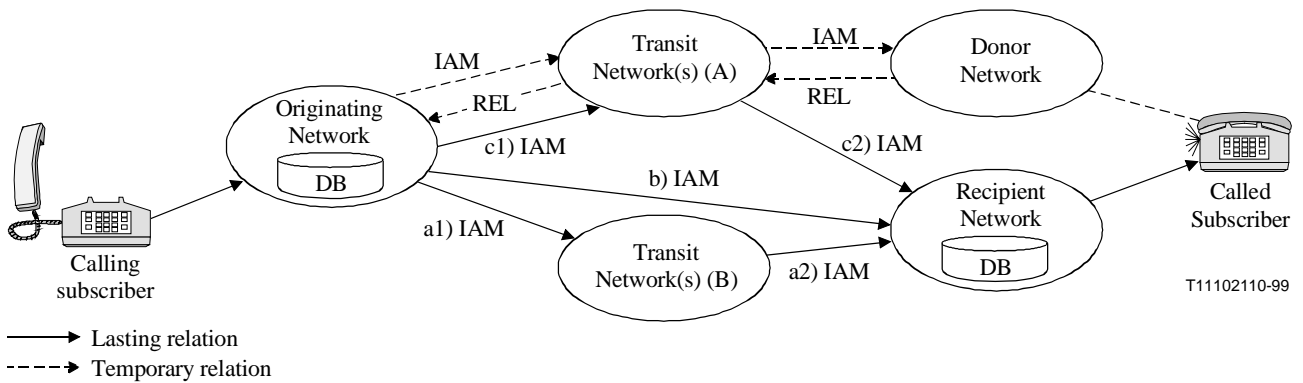 IAM
Transit
Network(s) (A)
IAM
Donor
Network
REL
REL
Originating
Network
DB
c1) IAM
c2) IAM
b) IAM
Recipient
Network
DB
Called
Subscriber
a1) IAM
Transit
Network(s) (B)
a2) IAM
Calling
subscriber
T11102110-99
Lasting relation
Temporary relation